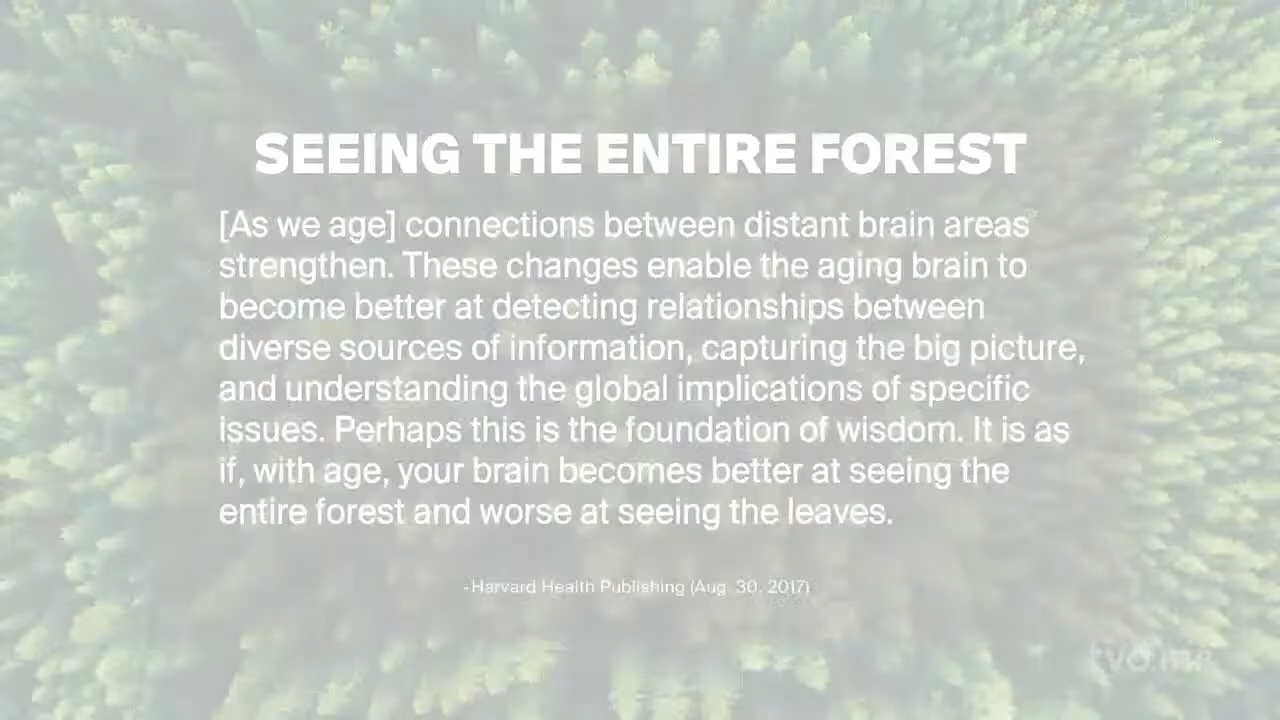 SEEING THE ENTIRE FOREST
[As we age] connections between distant brain areas
strengthen. These changes enable the aging brain to
become better at detecting relationships between
diverse sources of information, capturing the big picture,
and understanding the global implications of specific
issues. Perhaps this is the foundation of wisdom. It is as
if, with age, your brain becomes better at seeing the
entire forest and worse at seeing the leaves.
-Harvard Health Publishing (Aug. 30, 2017)